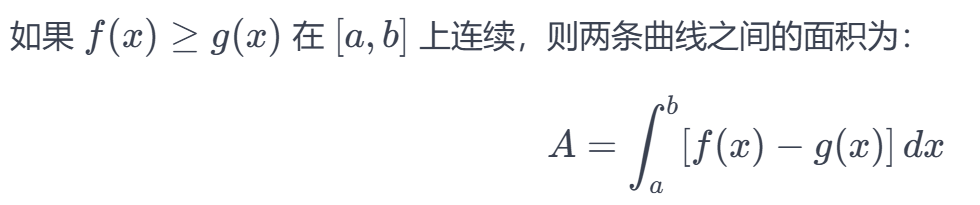 如果 f(x) ≥ g(x) 在 [a, b] 上连续，则两条曲线之间的面积为：
A = ∫_a^b [f(x) − g(x)] dx